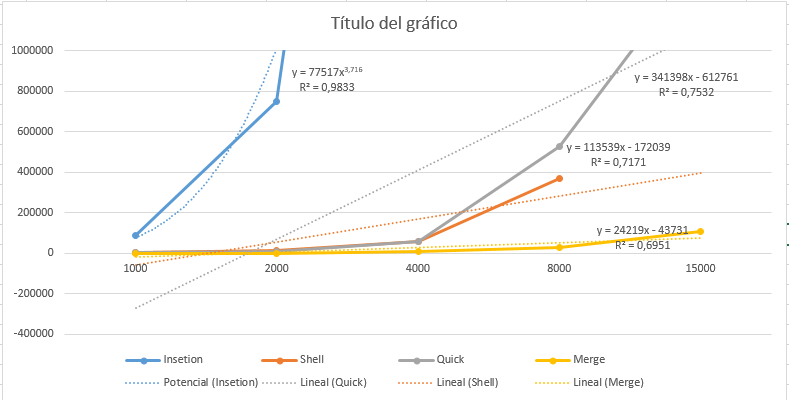 Título del gráfico
1000000
800000
600000
400000
200000
0
-200000
-400000
y = 77517x³,⁷¹⁶
R² = 0,9833
y = 341398x - 612761
R² = 0,7532
y = 113539x - 172039
R² = 0,7171
y = 24219x - 43731
R² = 0,6951
1000 2000 4000 8000 15000
Insetion Shell Quick Merge
Potencial (Insetion) Lineal (Quick) Lineal (Shell) Lineal (Merge)